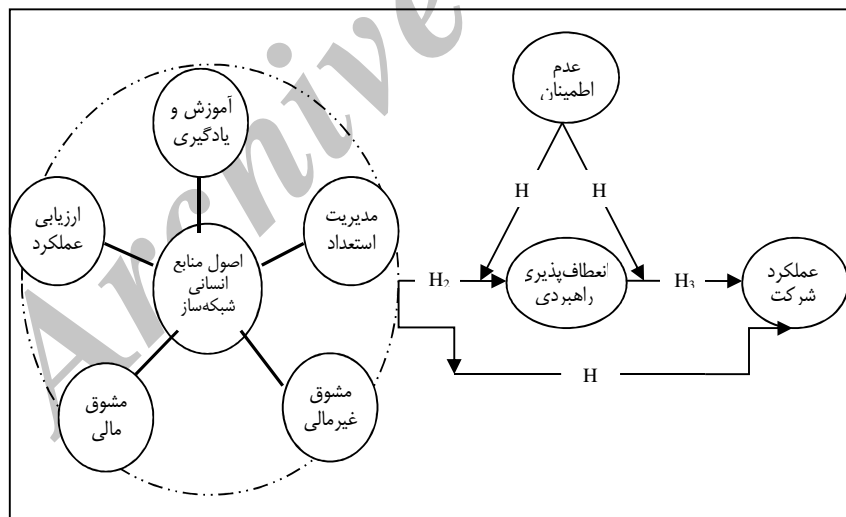 Archive
عدم
اطمینان
آموزش و
یادگیری
ارزیابی
عملکرد
مدیریت
استعداد
اصول منابع
انسانی
شبکه‌ساز
مشوق
مالی
مشوق
غیرمالی
H
H
H₂
انعطاف‌پذیری
راهبردی
H₃
عملکرد
شرکت
H